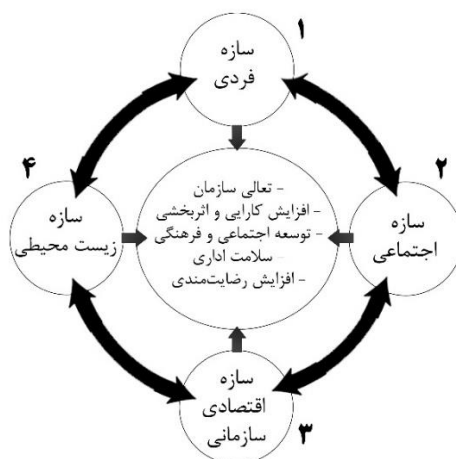 ۱
سازه
فردی
۲
سازه
اجتماعی
۳
سازه
اقتصادی
سازمانی
۴
سازه
زیست محیطی
- تعالی سازمان
- افزایش کارایی و اثربخشی
- توسعه اجتماعی و فرهنگی
- سلامت اداری
- افزایش رضایت‌مندی